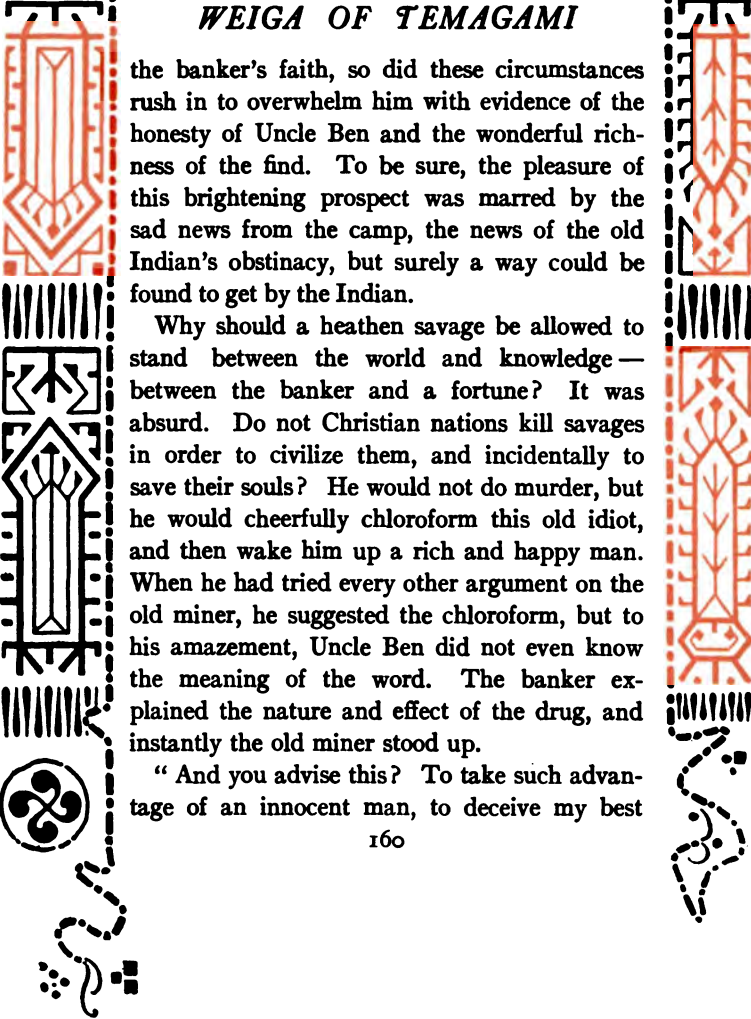 WEIGA OF TEMAGAMI
the banker's faith, so did these circumstances
rush in to overwhelm him with evidence of the
honesty of Uncle Ben and the wonderful rich-
ness of the find. To be sure, the pleasure of
this brightening prospect was marred by the
sad news from the camp, the news of the old
Indian's obstinacy, but surely a way could be
found to get by the Indian.
Why should a heathen savage be allowed to
stand between the world and knowledge —
between the banker and a fortune? It was
absurd. Do not Christian nations kill savages
in order to civilize them, and incidentally to
save their souls? He would not do murder, but
he would cheerfully chloroform this old idiot,
and then wake him up a rich and happy man.
When he had tried every other argument on the
old miner, he suggested the chloroform, but to
his amazement, Uncle Ben did not even know
the meaning of the word. The banker ex-
plained the nature and effect of the drug, and
instantly the old miner stood up.
“ And you advise this? To take such advan-
tage of an innocent man, to deceive my best
160